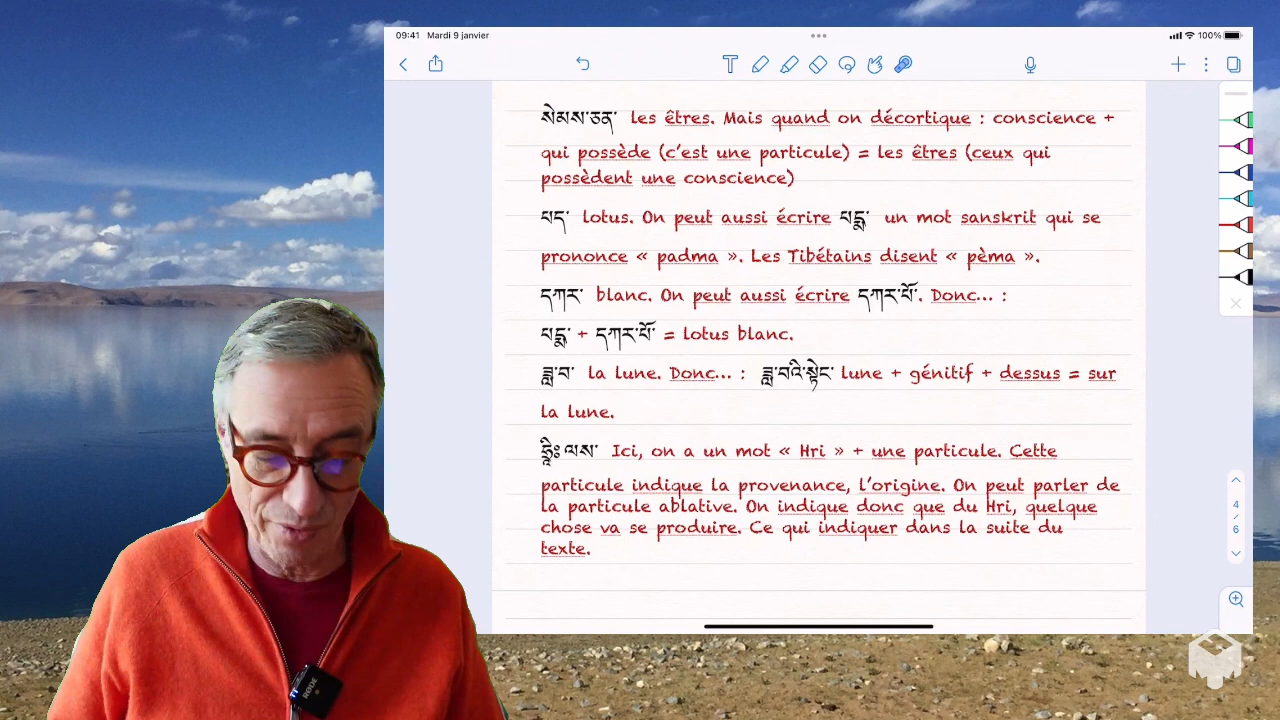 09:41 Mardi 9 janvier 100%
སེམས་ཅན་ les êtres. Mais quand on décortique : conscience +
qui possède (c'est une particule) = les êtres (ceux qui
possèdent une conscience)
པད་ lotus. On peut aussi écrire པདྨ་ un mot sanskrit qui se
prononce « padma ». Les Tibétains disent « pèma ».
དཀར་ blanc. On peut aussi écrire དཀར་པོ་. Donc... :
པདྨ་ + དཀར་པོ་ = lotus blanc.
ཟླ་བ་ la lune. Donc... : ཟླ་བའི་སྟེང་ lune + génitif + dessus = sur
la lune.
ཧྲཱིཿ་ལས་ Ici, on a un mot « Hri » + une particule. Cette
particule indique la provenance, l'origine. On peut parler de
la particule ablative. On indique donc que du Hri, quelque
chose va se produire. Ce qui indiquer dans la suite du
texte.
4
6
RØDE